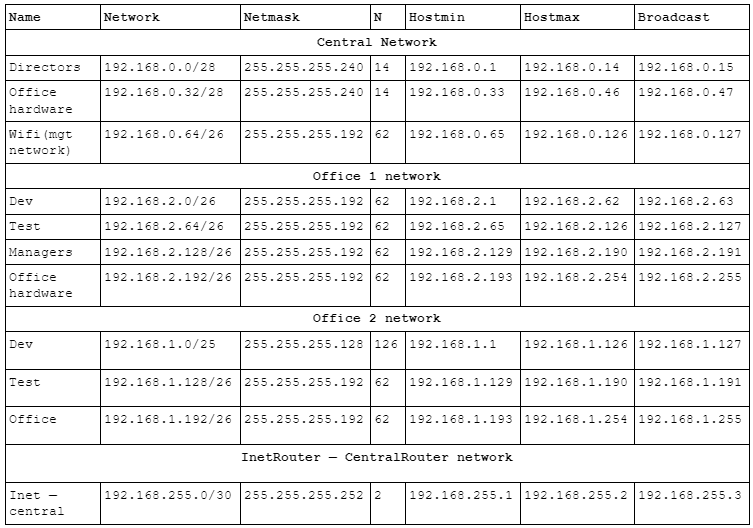 Name Network Netmask N Hostmin Hostmax Broadcast
Central Network
Directors 192.168.0.0/28 255.255.255.240 14 192.168.0.1 192.168.0.14 192.168.0.15
Office 192.168.0.32/28 255.255.255.240 14 192.168.0.33 192.168.0.46 192.168.0.47
hardware
Wifi(mgt 192.168.0.64/26 255.255.255.192 62 192.168.0.65 192.168.0.126 192.168.0.127
network)
Office 1 network
Dev 192.168.2.0/26 255.255.255.192 62 192.168.2.1 192.168.2.62 192.168.2.63
Test 192.168.2.64/26 255.255.255.192 62 192.168.2.65 192.168.2.126 192.168.2.127
Managers 192.168.2.128/26 255.255.255.192 62 192.168.2.129 192.168.2.190 192.168.2.191
Office 192.168.2.192/26 255.255.255.192 62 192.168.2.193 192.168.2.254 192.168.2.255
hardware
Office 2 network
Dev 192.168.1.0/25 255.255.255.128 126 192.168.1.1 192.168.1.126 192.168.1.127
Test 192.168.1.128/26 255.255.255.192 62 192.168.1.129 192.168.1.190 192.168.1.191
Office 192.168.1.192/26 255.255.255.192 62 192.168.1.193 192.168.1.254 192.168.1.255
InetRouter — CentralRouter network
Inet — 192.168.255.0/30 255.255.255.252 2 192.168.255.1 192.168.255.2 192.168.255.3
central